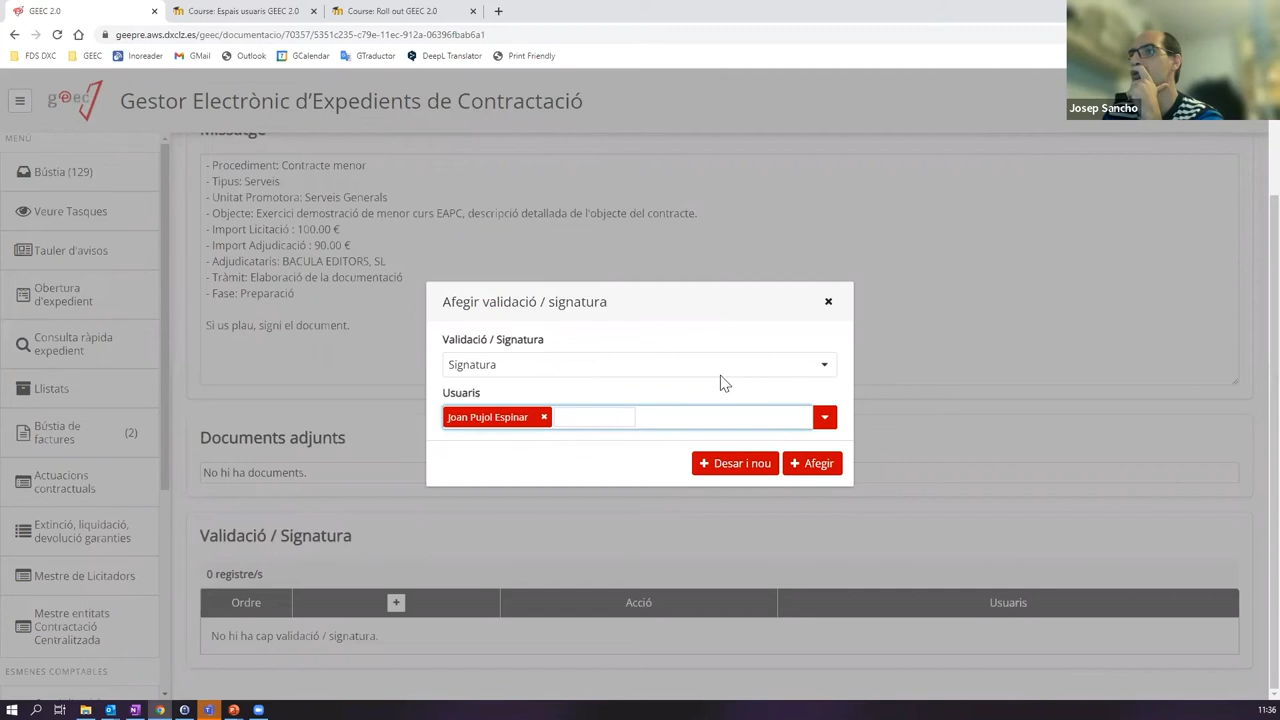 GEEC 2.0
Course: Espais usuaris GEEC 2.0
Course: Roll out GEEC 2.0
geepre.aws.dxclz.es/geec/documentacio/70357/5351c235-c79e-11ec-912a-06396fbab6a1
FDS DXC
GEEC
Inoreader
GMail
Outlook
GCalendar
GTraductor
DeepL Translator
Print Friendly
Josep Sancho
geec
Gestor Electrònic d'Expedients de Contractació
MENÚ
Bústia (129)
Veure Tasques
Tauler d'avisos
Obertura
d'expedient
Consulta ràpida
expedient
Llistats
Bústia de
factures
(2)
Actuacions
contractuals
Extinció, liquidació,
devolució garanties
Mestre de Licitadors
Mestre entitats
Contractació
Centralitzada
ESMENES COMPTABLES
Missatge
- Procediment: Contracte menor
- Tipus: Serveis
- Unitat Promotora: Serveis Generals
- Objecte: Exercici demostració de menor curs EAPC, descripció detallada de l'objecte del contracte.
- Import Licitació : 100.00 €
- Import Adjudicació : 90.00 €
- Adjudicataris: BACULA EDITORS, SL
- Tràmit: Elaboració de la documentació
- Fase: Preparació
Si us plau, signi el document.
Afegir validació / signatura
Validació / Signatura
Signatura
Usuaris
Joan Pujol Espinar
Desar i nou
Afegir
Documents adjunts
No hi ha documents.
Validació / Signatura
0 registre/s
Ordre
Acció
Usuaris
No hi ha cap validació / signatura.
11:36